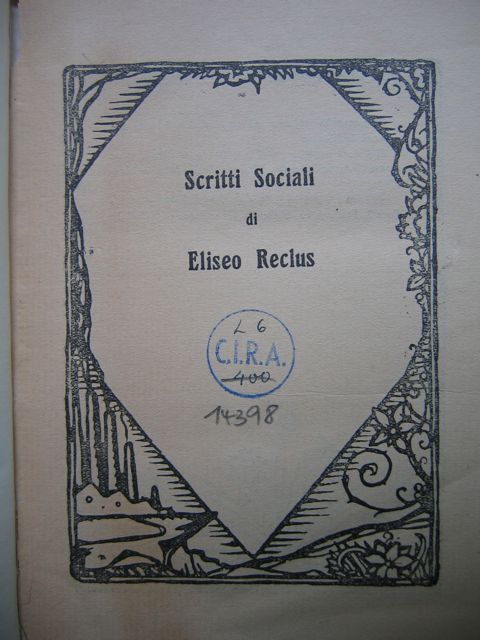 Scritti Sociali
di
Eliseo Reclus
L 6
C.I.R.A.
400
14398